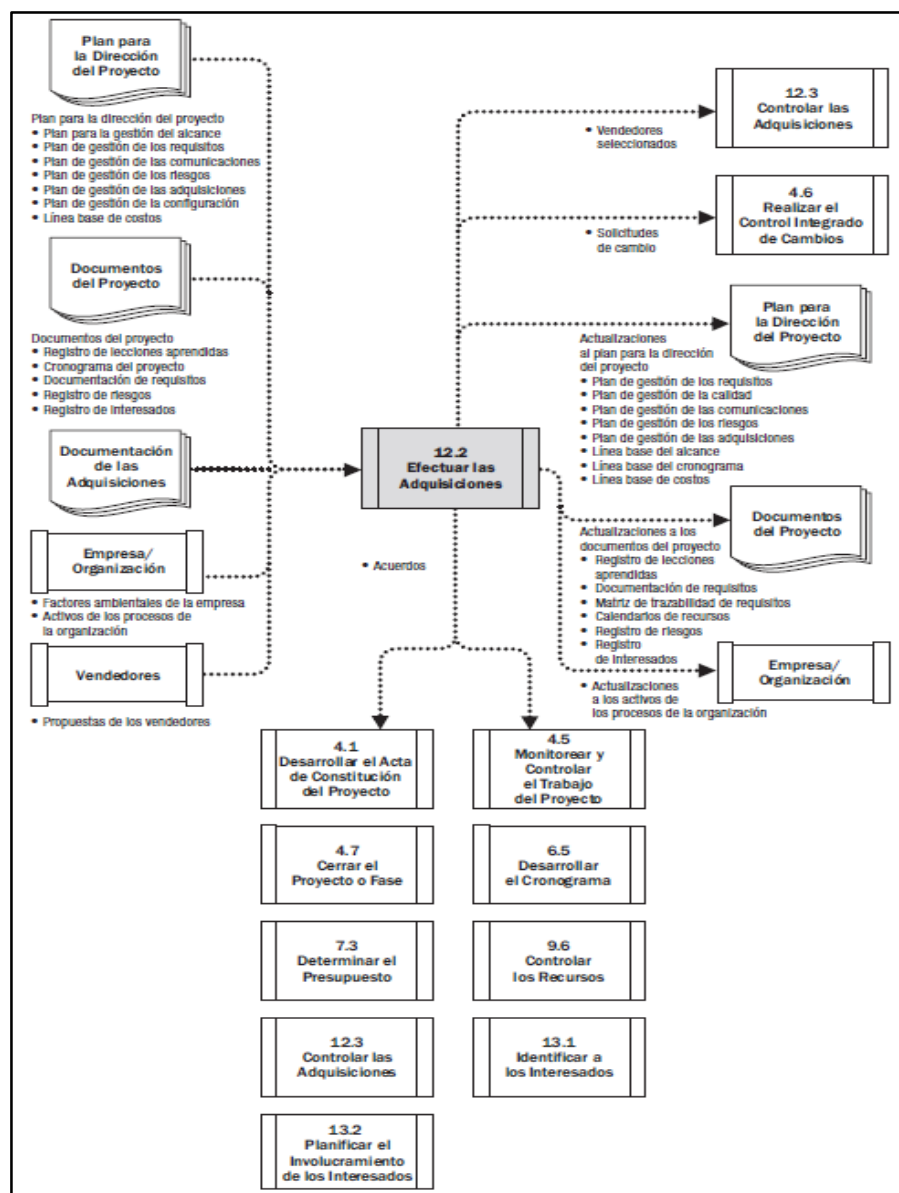 Plan para
la Dirección
del Proyecto
Plan para la dirección del proyecto
• Plan para la gestión del alcance
• Plan de gestión de los requisitos
• Plan de gestión de las comunicaciones
• Plan de gestión de los riesgos
• Plan de gestión de las adquisiciones
• Plan de gestión de la configuración
• Línea base de costos
Documentos
del Proyecto
Documentos del proyecto
• Registro de lecciones aprendidas
• Cronograma del proyecto
• Documentación de requisitos
• Registro de riesgos
• Registro de interesados
Documentación
de las
Adquisiciones
Empresa/
Organización
• Factores ambientales de la empresa
• Activos de los procesos de
la organización
Vendedores
• Propuestas de los vendedores
12.2
Efectuar las
Adquisiciones
• Vendedores
seleccionados
12.3
Controlar las
Adquisiciones
• Solicitudes
de cambio
4.6
Realizar el
Control Integrado
de Cambios
Plan para
la Dirección
del Proyecto
Actualizaciones
al plan para la dirección
del proyecto
• Plan de gestión de los requisitos
• Plan de gestión de la calidad
• Plan de gestión de las comunicaciones
• Plan de gestión de los riesgos
• Plan de gestión de las adquisiciones
• Línea base del alcance
• Línea base del cronograma
• Línea base de costos
Documentos
del Proyecto
Actualizaciones a los
documentos del proyecto
• Registro de lecciones
aprendidas
• Documentación de requisitos
• Matriz de trazabilidad de requisitos
• Calendarios de recursos
• Registro de riesgos
• Registro
de interesados
Empresa/
Organización
• Actualizaciones
a los activos de
los procesos de la organización
• Acuerdos
4.1
Desarrollar el Acta
de Constitución
del Proyecto
4.5
Monitorear y
Controlar
el Trabajo
del Proyecto
4.7
Cerrar el
Proyecto o Fase
6.5
Desarrollar
el Cronograma
7.3
Determinar el
Presupuesto
9.6
Controlar
los Recursos
12.3
Controlar las
Adquisiciones
13.1
Identificar a
los Interesados
13.2
Planificar el
Involucramiento
de los Interesados